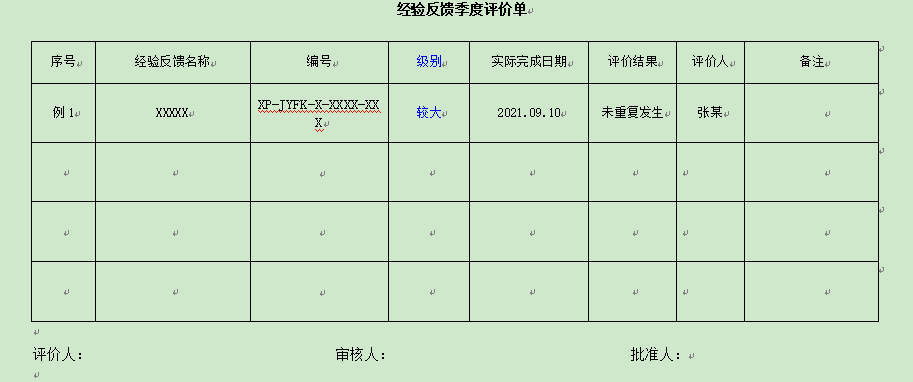 经验反馈季度评价单
序号 经验反馈名称 编号 级别 实际完成日期 评价结果 评价人 备注
例 1 XXXXX XP-JYFK-X-XXXX-XX
X 较大 2021.09.10 未重复发生 张某
评价人： 审核人： 批准人：